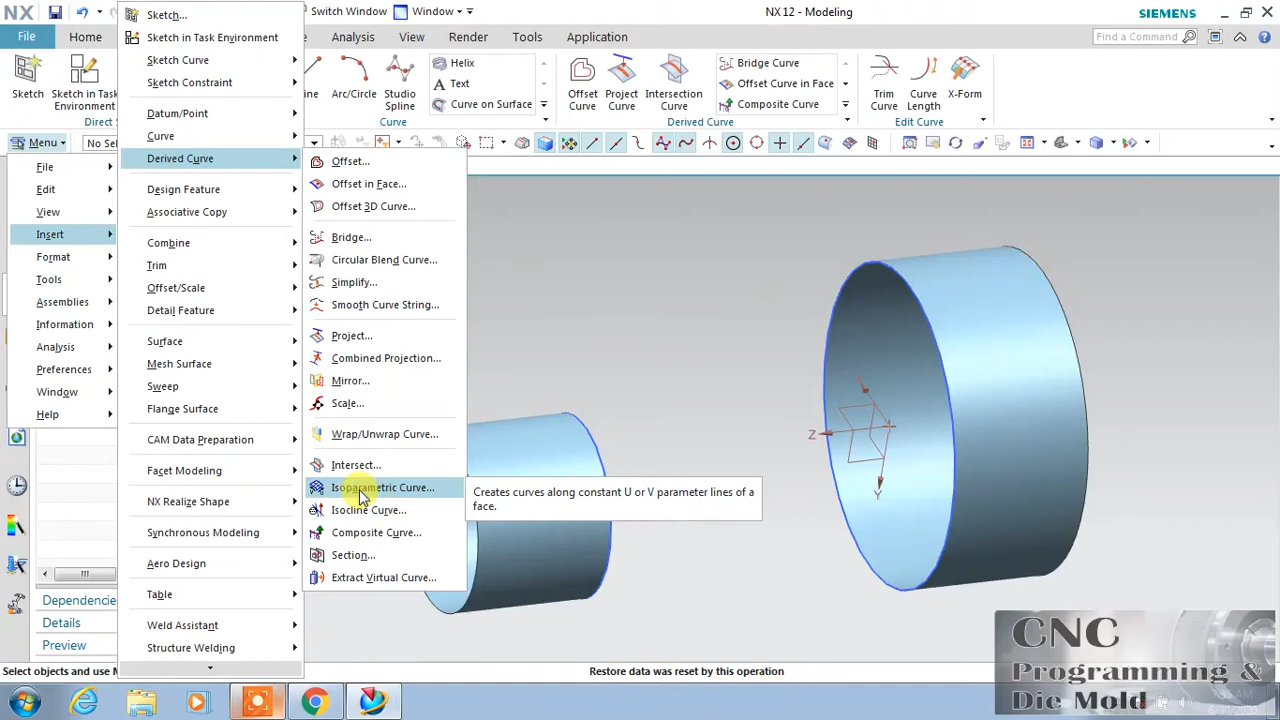 NX
Switch Window
Window
NX 12 - Modeling
SIEMENS
File
Home
Analysis
View
Render
Tools
Application
Find a Command
Sketch
Sketch in Task
Environment
Arc/Circle
Studio
Spline
Helix
Text
Curve on Surface
Curve
Offset
Curve
Project
Curve
Intersection
Curve
Bridge Curve
Offset Curve in Face
Composite Curve
Derived Curve
Trim
Curve
Curve
Length
X-Form
Edit Curve
Menu
No Sel
File
Edit
View
Insert
Format
Tools
Assemblies
Information
Analysis
Preferences
Window
Help
Sketch...
Sketch in Task Environment
Sketch Curve
Sketch Constraint
Datum/Point
Curve
Derived Curve
Design Feature
Associative Copy
Combine
Trim
Offset/Scale
Detail Feature
Surface
Mesh Surface
Sweep
Flange Surface
CAM Data Preparation
Facet Modeling
NX Realize Shape
Synchronous Modeling
Aero Design
Table
Weld Assistant
Structure Welding
Offset...
Offset in Face...
Offset 3D Curve...
Bridge...
Circular Blend Curve...
Simplify...
Smooth Curve String...
Project...
Combined Projection...
Mirror...
Scale...
Wrap/Unwrap Curve...
Intersect...
Isoparametric Curve...
Isocline Curve...
Composite Curve...
Section...
Extract Virtual Curve...
Creates curves along constant U or V parameter lines of a
face.
Z
Y
Dependencie
Details
Preview
Select objects and use M
Restore data was reset by this operation
CNC
Programming &
Die Mold